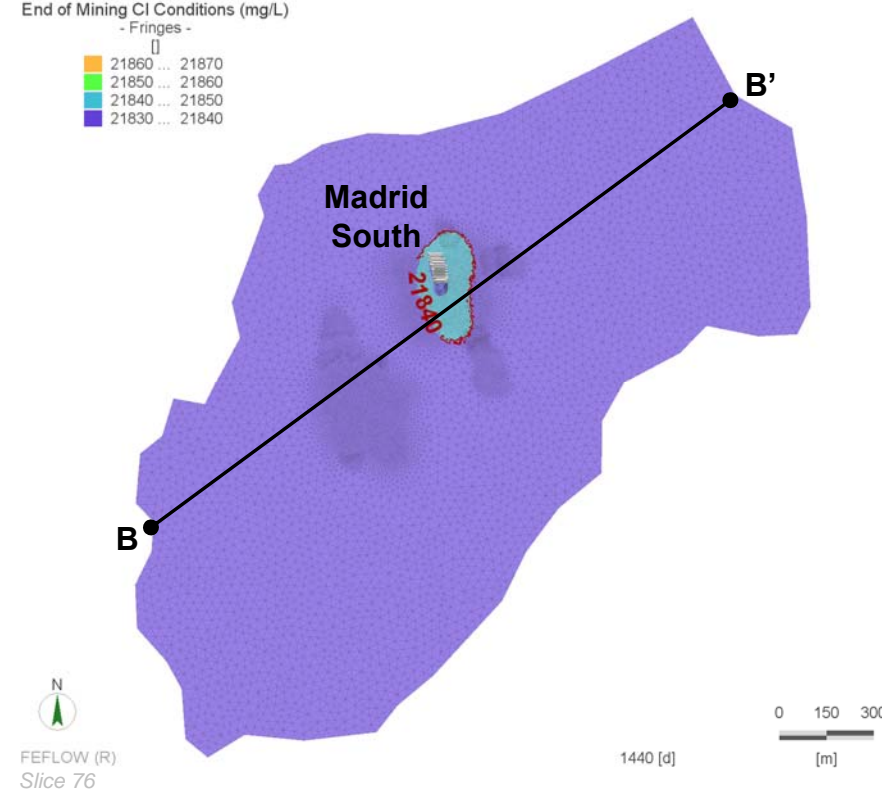 End of Mining Cl Conditions (mg/L)
- Fringes -
[]
21860 ... 21870
21850 ... 21860
21840 ... 21850
21830 ... 21840
B’
Madrid
South
21840
B
N
FEFLOW (R)
Slice 76
1440 [d]
0 150 300
[m]